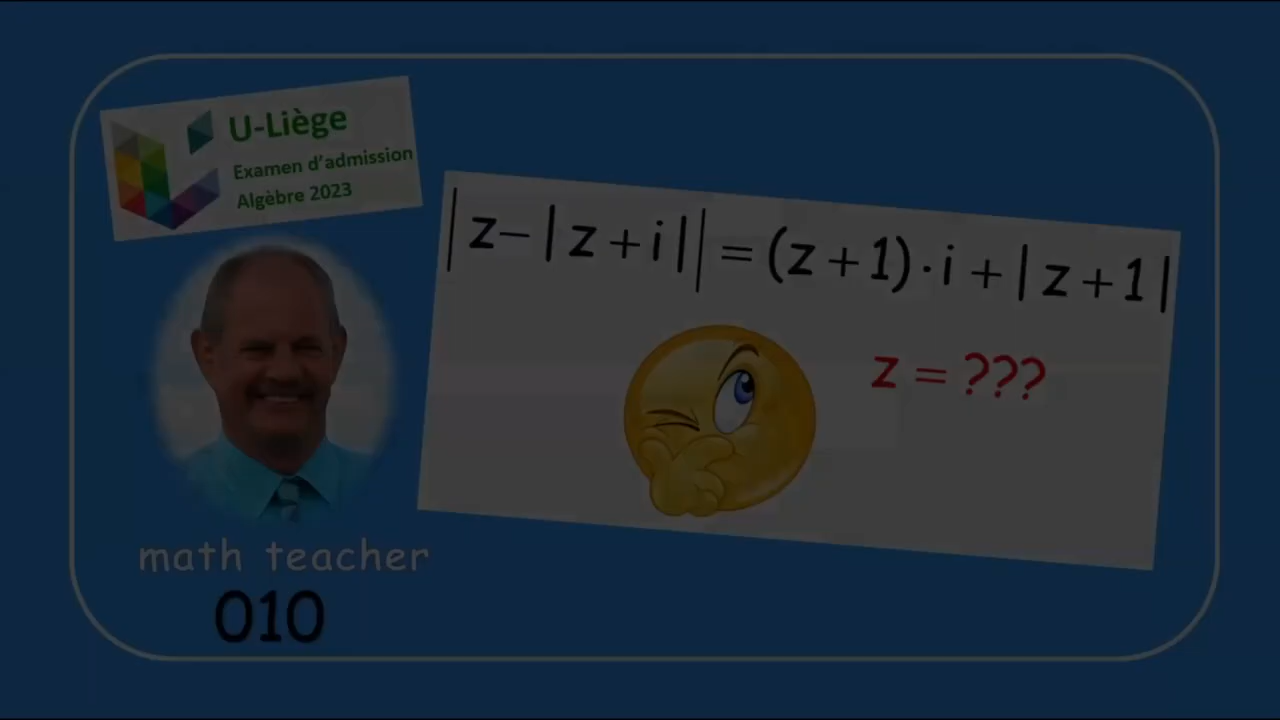 U-Liège
Examen d'admission
Algèbre 2023
|z-|z+i||=(z+1)·i+|z+1|
z = ???
math teacher
010